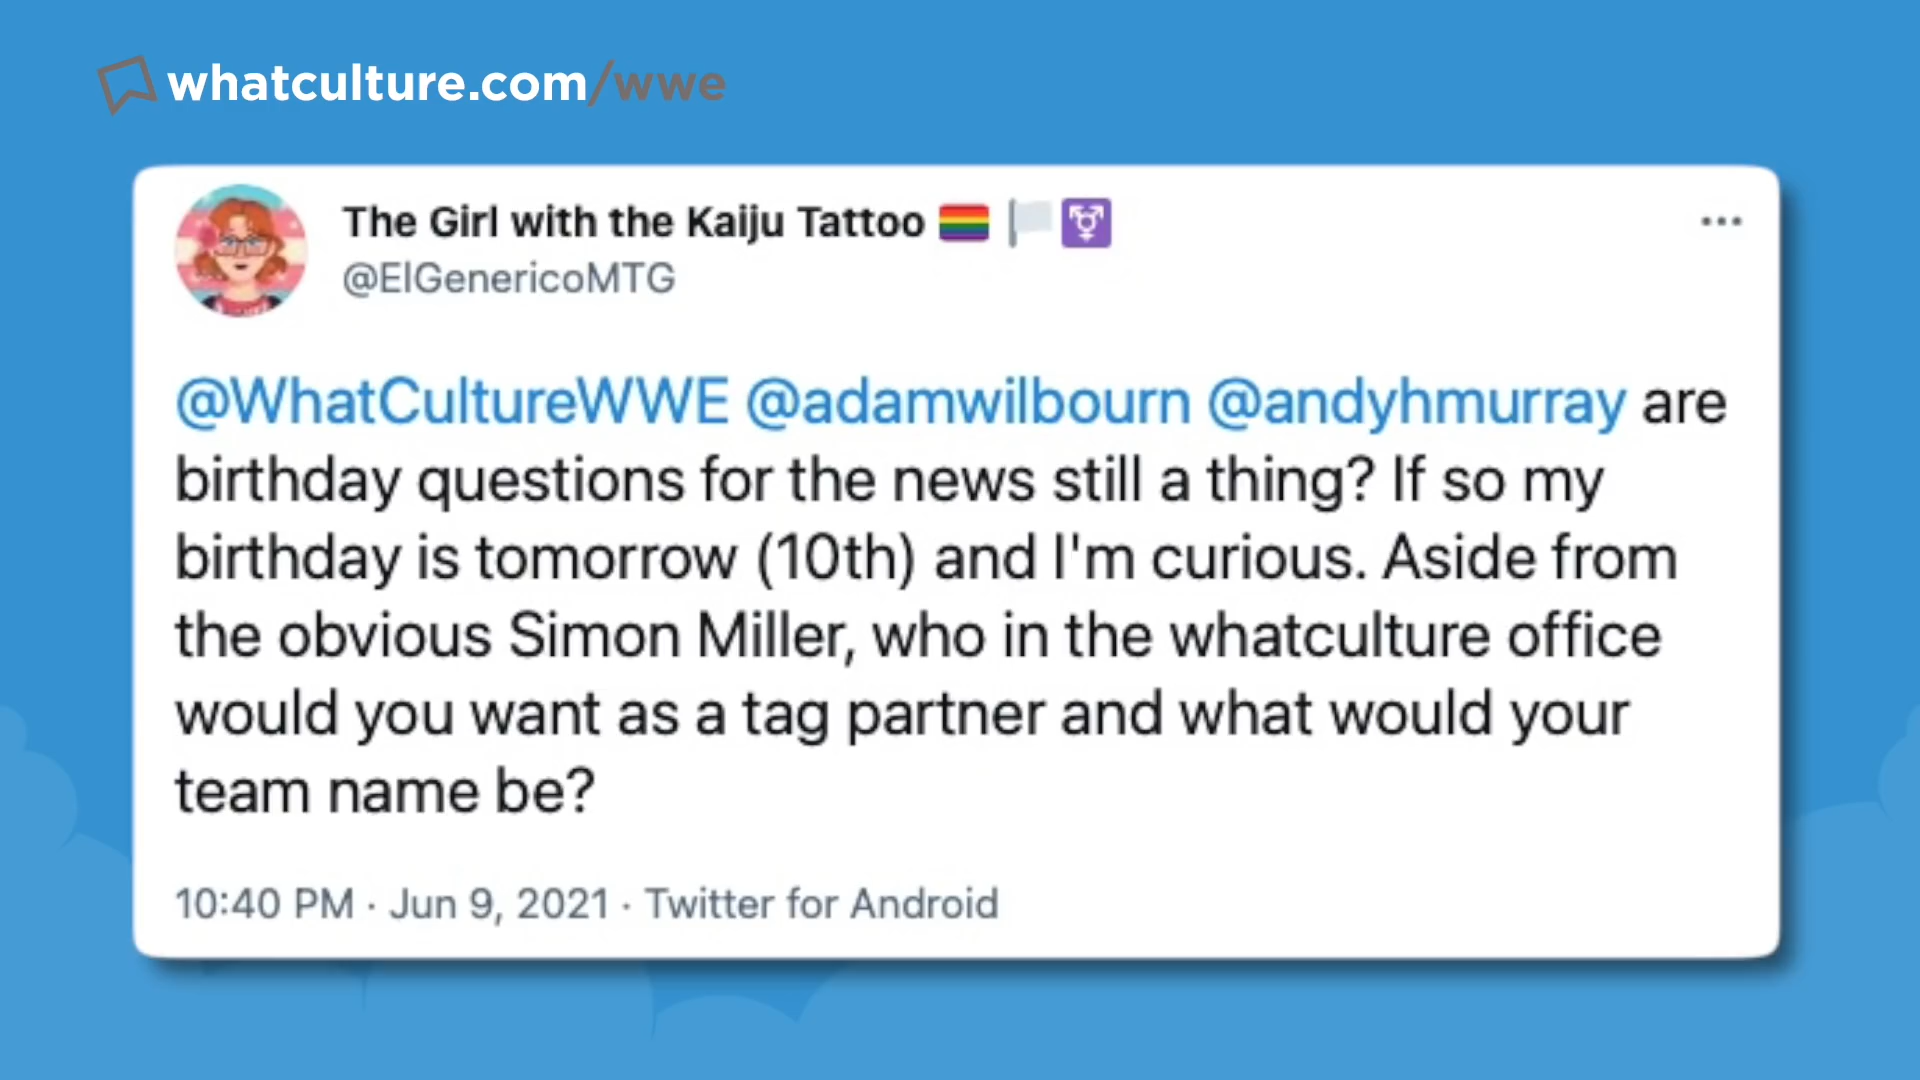 whatculture.com/wwe
The Girl with the Kaiju Tattoo 🏳️‍🌈 🏳️⚧
@ElGenericoMTG
@WhatCultureWWE @adamwilbourn @andyhmurray are
birthday questions for the news still a thing? If so my
birthday is tomorrow (10th) and I'm curious. Aside from
the obvious Simon Miller, who in the whatculture office
would you want as a tag partner and what would your
team name be?
10:40 PM · Jun 9, 2021 · Twitter for Android